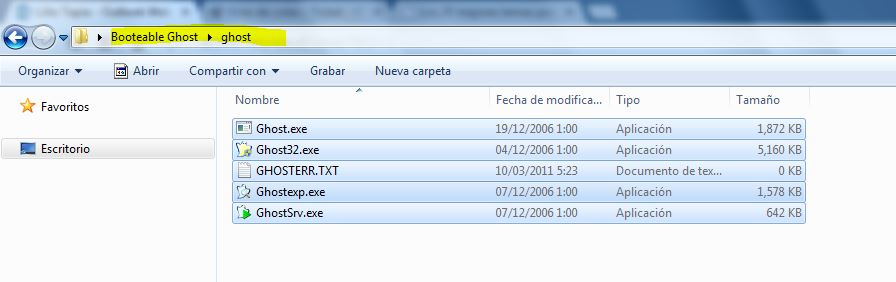 Booteable Ghost ghost
Organizar Abrir Compartir con Grabar Nueva carpeta
Favoritos
Escritorio
Nombre Fecha de modifica... Tipo Tamaño
Ghost.exe 19/12/2006 1:00 Aplicación 1,872 KB
Ghost32.exe 04/12/2006 1:00 Aplicación 5,160 KB
GHOSTERR.TXT 10/03/2011 5:23 Documento de tex... 0 KB
Ghostexp.exe 07/12/2006 1:00 Aplicación 1,578 KB
GhostSrv.exe 07/12/2006 1:00 Aplicación 642 KB